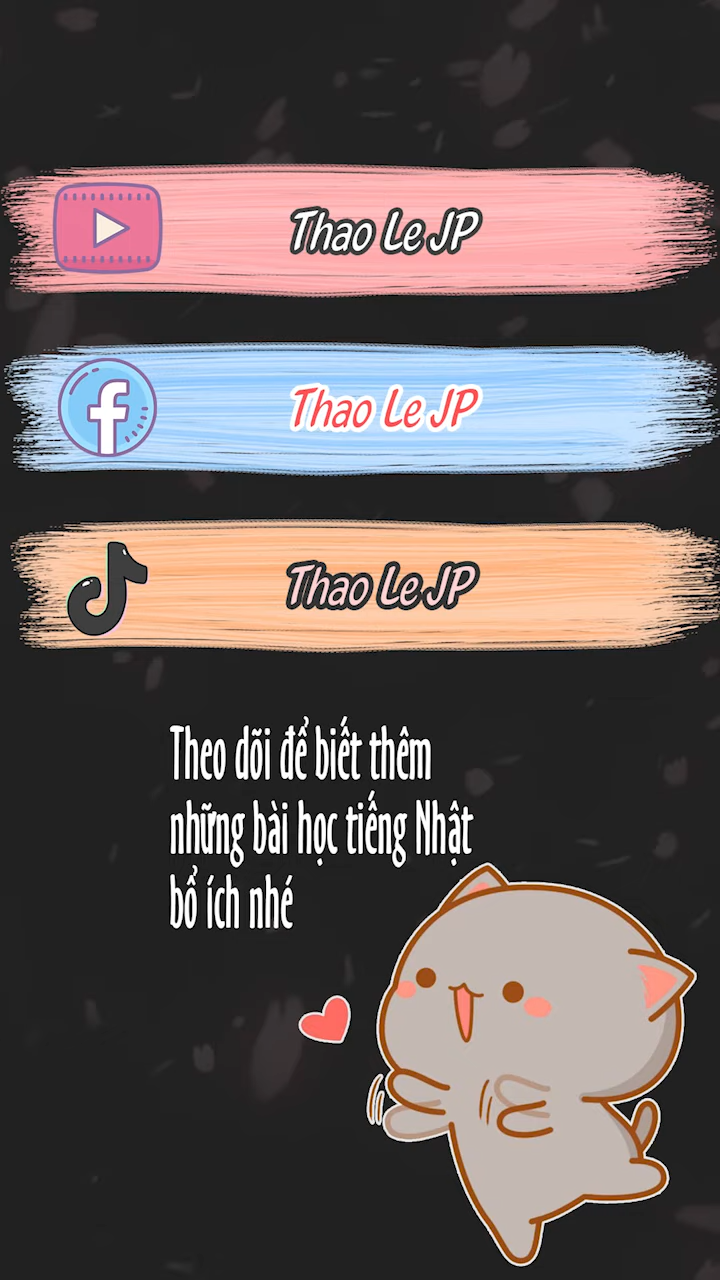 Thao Le JP
Thao Le JP
Thao Le JP
Theo dõi để biết thêm
những bài học tiếng Nhật
bổ ích nhé